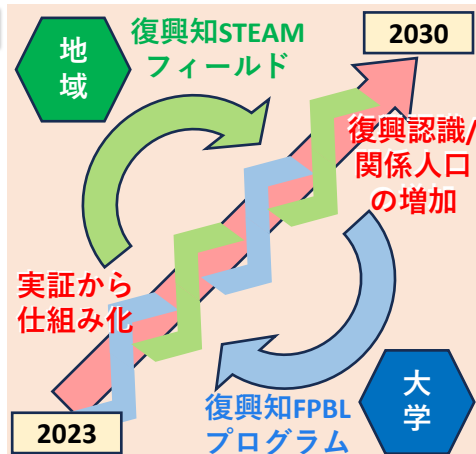 地
域
復興知STEAM
フィールド
2030
復興認識/
関係人口
の増加
実証から
仕組み化
大
学
復興知FPBL
プログラム
2023